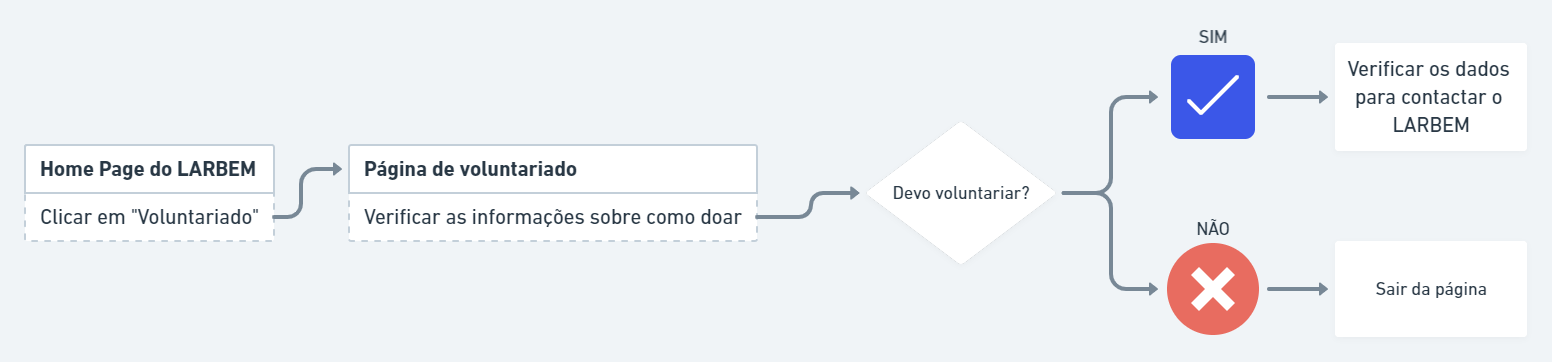 Home Page do LARBEM
Clicar em "Voluntariado"
Página de voluntariado
Verificar as informações sobre como doar
Devo voluntariar?
SIM
Verificar os dados
para contactar o
LARBEM
NÃO
Sair da página